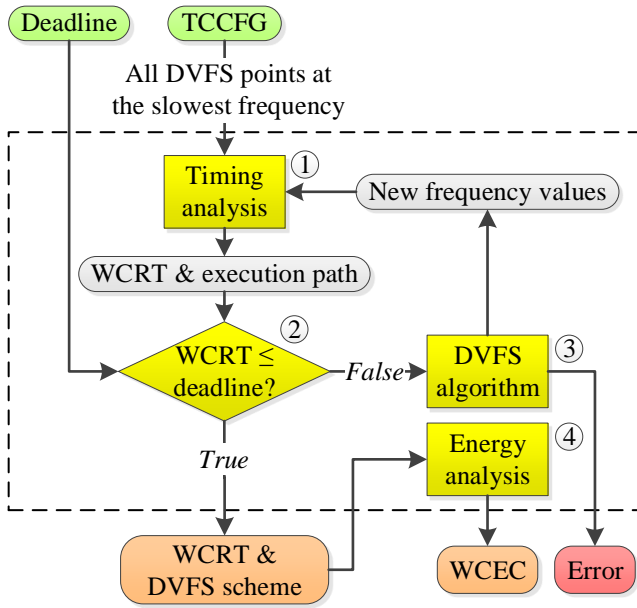 Deadline
TCCFG
All DVFS points at
the slowest frequency
1
Timing
analysis
New frequency values
WCRT & execution path
2
WCRT ≤
deadline?
False
DVFS
algorithm
3
True
Energy
analysis
4
WCRT &
DVFS scheme
WCEC
Error